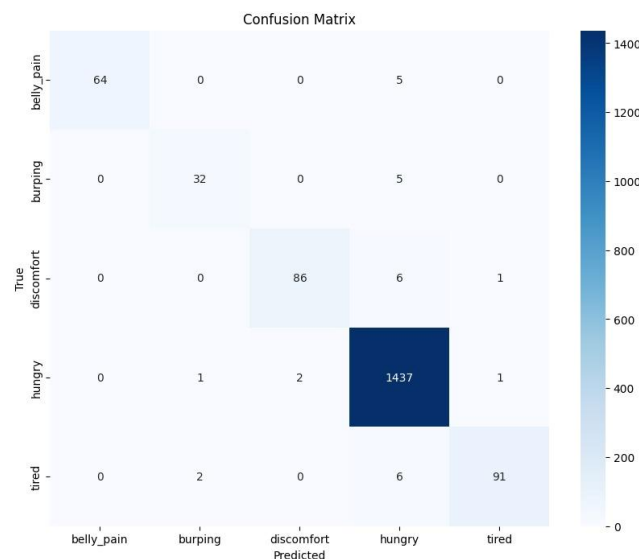 Confusion Matrix
belly_pain 64 0 0 5 0
burping 0 32 0 5 0
discomfort 0 0 86 6 1
hungry 0 1 2 1437 1
tired 0 2 0 6 91
belly_pain burping discomfort hungry tired
Predicted
True
1400
1200
1000
800
600
400
200
0